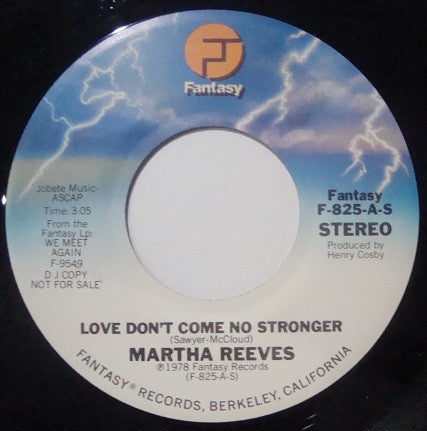 Fantasy
Jobete Music-
ASCAP
Time: 3:05
From the
Fantasy Lp:
WE MEET
AGAIN
F-9549
D J COPY
NOT FOR SALE
Fantasy
F-825-A-S
STEREO
Produced by
Henry Cosby
LOVE DON'T COME NO STRONGER
(Sawyer-McCloud)
MARTHA REEVES
℗1978 Fantasy Records
(F-825-A-S)
FANTASY® RECORDS, BERKELEY, CALIFORNIA